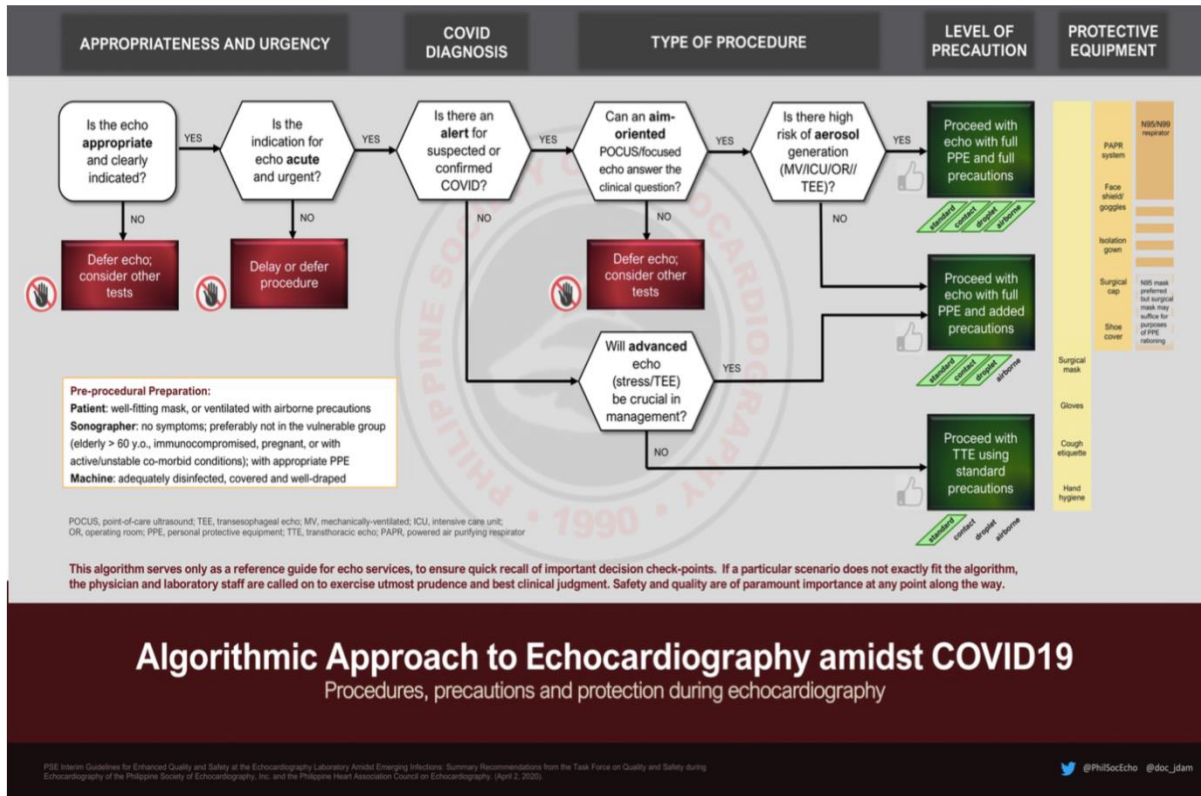 APPROPRIATENESS AND URGENCY
COVID
DIAGNOSIS
TYPE OF PROCEDURE
LEVEL OF
PRECAUTION
PROTECTIVE
EQUIPMENT
Is the echo
appropriate
and clearly
indicated?
YES
NO
Defer echo;
consider other
tests
Is the
indication for
echo acute
and urgent?
YES
NO
Delay or defer
procedure
Is there an
alert for
suspected or
confirmed
COVID?
YES
NO
Can an aim-
oriented
POCUS/focused
echo answer the
clinical question?
YES
NO
Defer echo;
consider other
tests
Is there high
risk of aerosol
generation
(MV/ICU/OR//
TEE)?
YES
NO
Will advanced
echo
(stress/TEE)
be crucial in
management?
YES
NO
Proceed with
echo with full
PPE and full
precautions
standard
contact
droplet
airborne
Proceed with
echo with full
PPE and added
precautions
standard
contact
droplet
airborne
Proceed with
TTE using
standard
precautions
standard
contact
droplet
airborne
Surgical
mask
Gloves
Cough
etiquette
Hand
hygiene
PAPR
system
Face
shield/
goggles
Isolation
gown
Surgical
cap
Shoe
cover
N95/N99
respirator
N95 mask
preferred
but surgical
mask may
suffice for
purposes
of PPE
rationing
Pre-procedural Preparation:
Patient: well-fitting mask, or ventilated with airborne precautions
Sonographer: no symptoms; preferably not in the vulnerable group
(elderly > 60 y.o., immunocompromised, pregnant, or with
active/unstable co-morbid conditions); with appropriate PPE
Machine: adequately disinfected, covered and well-draped
POCUS, point-of-care ultrasound; TEE, transesophageal echo; MV, mechanically-ventilated; ICU, intensive care unit;
OR, operating room; PPE, personal protective equipment; TTE, transthoracic echo; PAPR, powered air purifying respirator
PHILIPPINE SOCIETY OF ECHOCARDIOGRAPHY
• 1990 •
This algorithm serves only as a reference guide for echo services, to ensure quick recall of important decision check-points. If a particular scenario does not exactly fit the algorithm,
the physician and laboratory staff are called on to exercise utmost prudence and best clinical judgment. Safety and quality are of paramount importance at any point along the way.
Algorithmic Approach to Echocardiography amidst COVID19
Procedures, precautions and protection during echocardiography
PSE Interim Guidelines for Enhanced Quality and Safety at the Echocardiography Laboratory Amidst Emerging Infections: Summary Recommendations from the Task Force on Quality and Safety during
Echocardiography of the Philippine Society of Echocardiography, Inc. and the Philippine Heart Association Council on Echocardiography. (April 2, 2020)
@PhilSocEcho @doc_jdam